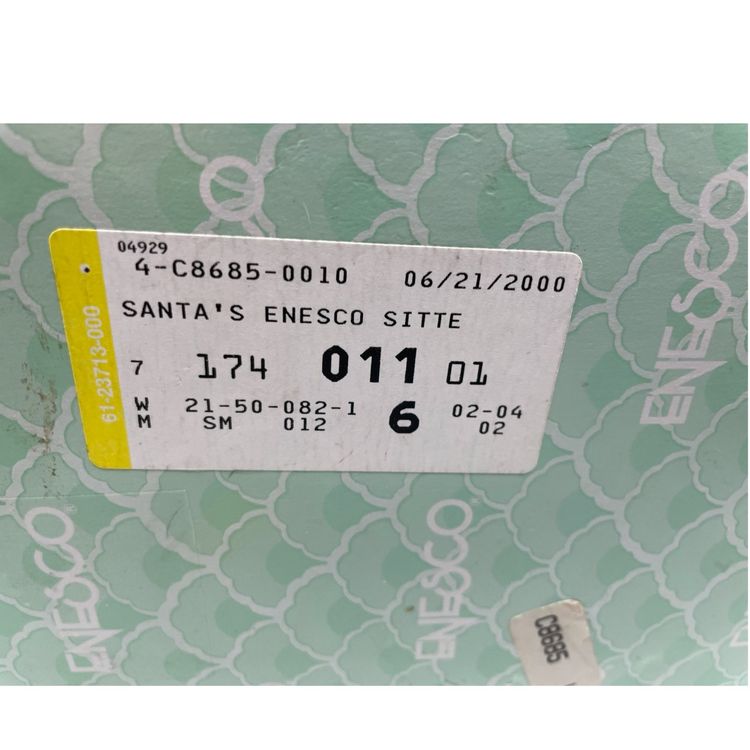 ENESCO
04929
4-C8685-0010 06/21/2000
SANTA'S ENESCO SITTE
7 174 011 01
W 21-50-082-1 6 02-04
M SM 012 02
61-23713-000
ENESCO
ENESCO
ENESCO
C8685